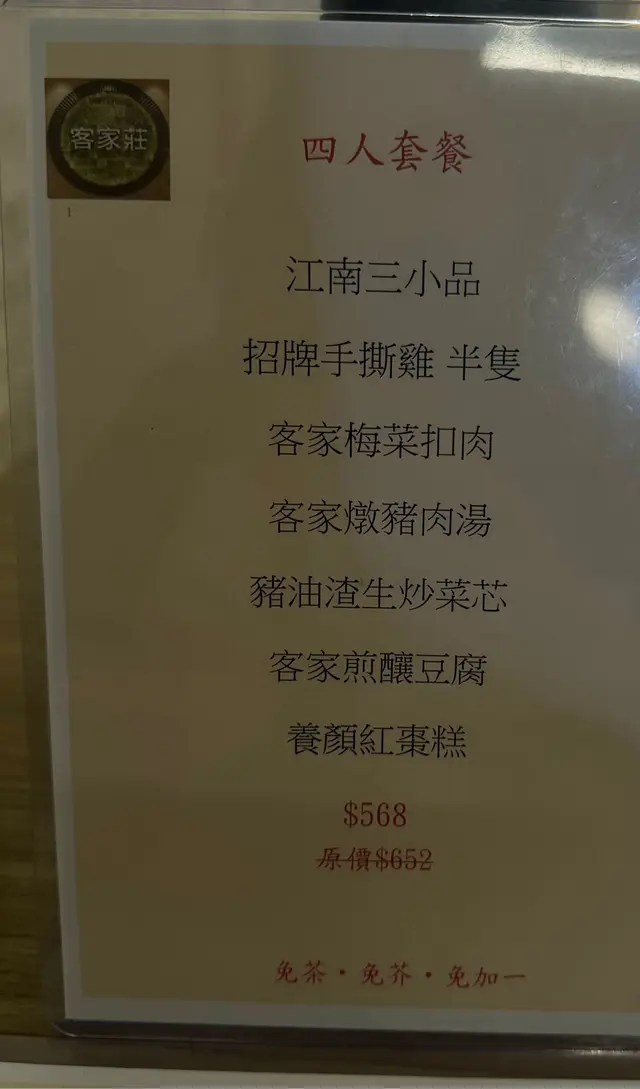 客家莊
四人套餐
1
江南三小品
招牌手撕雞 半隻
客家梅菜扣肉
客家燉豬肉湯
豬油渣生炒菜芯
客家煎釀豆腐
養顏紅棗糕
$568
原價$652
免茶・免芥・免加一